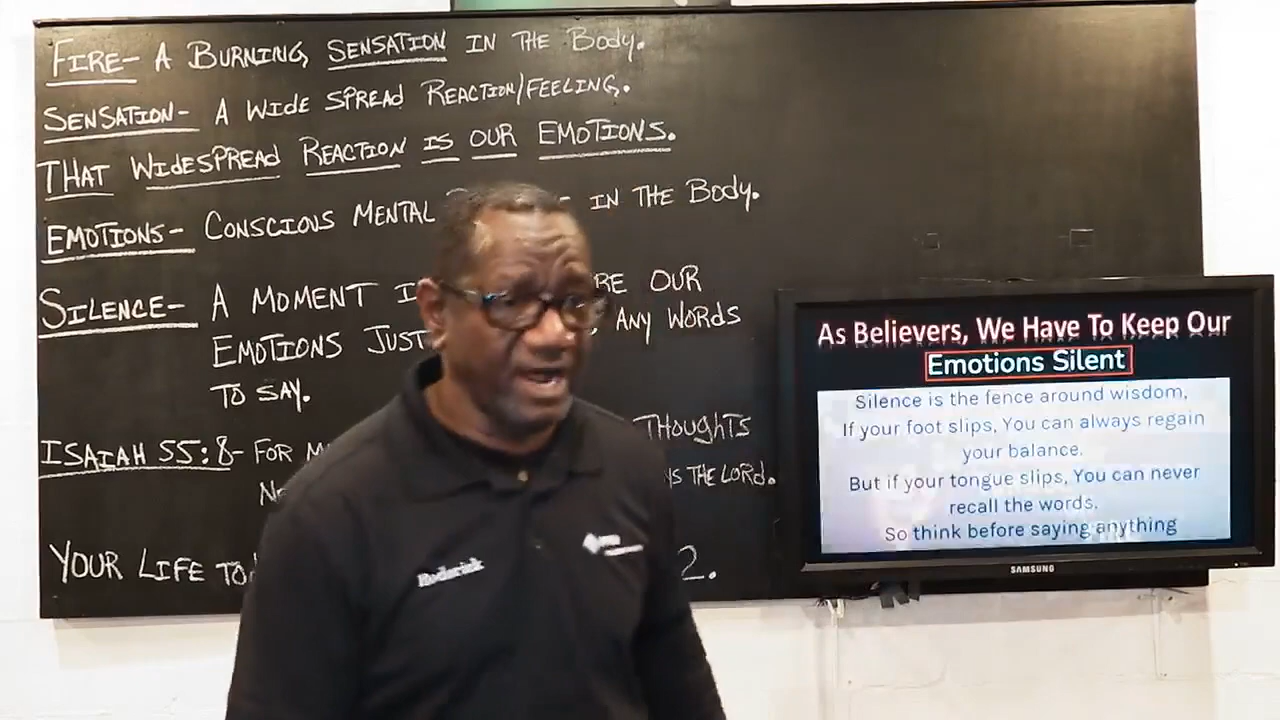 FIRE- A BURNING, SENSATION IN THE BODY.
SENSATION- A WIDE SPREAD REACTION/FEELING,.
THAT WIDESPREAD REACTION IS OUR EMOTIONS.
EMOTIONS- CONSCIOUS MENTAL IN THE BODY.
SILENCE- A MOMENT OUR
EMOTIONS JUST ANY WORDS
TO SAY.
ISAIAH 55:8- FOR THOUGHTS
THE LORD.
YOUR LIFE 2.
Roderick
As Believers, We Have To Keep Our
Emotions Silent
Silence is the fence around wisdom,
If your foot slips, You can always regain
your balance.
But if your tongue slips, You can never
recall the words.
So think before saying anything
SAMSUNG